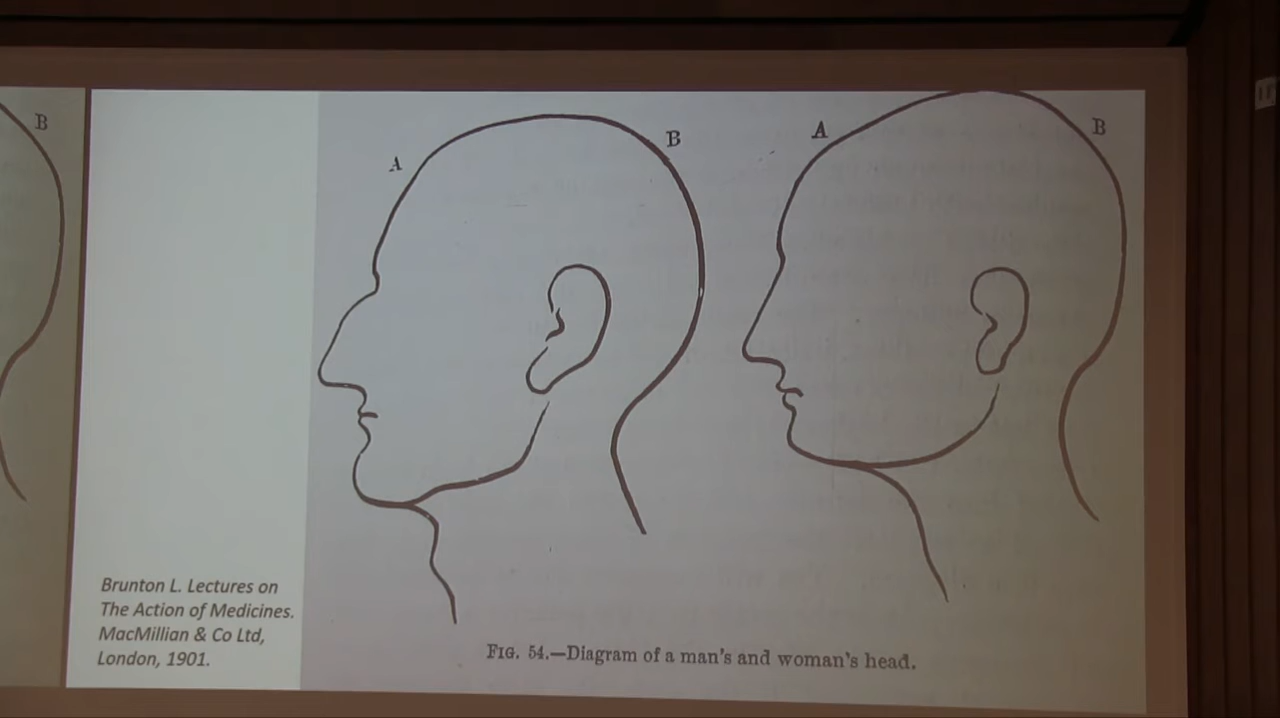 B
A
B
A
B
Brunton L. Lectures on
The Action of Medicines.
MacMillian & Co Ltd,
London, 1901.
FIG. 54.—Diagram of a man's and woman's head.